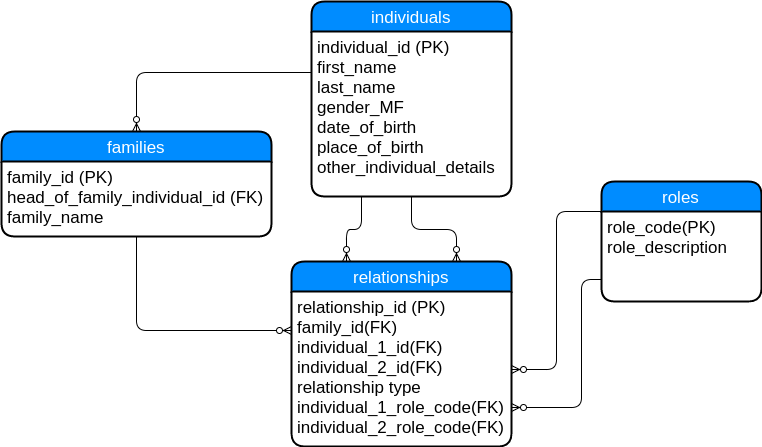 individuals
individual_id (PK)
first_name
last_name
gender_MF
date_of_birth
place_of_birth
other_individual_details
families
family_id (PK)
head_of_family_individual_id (FK)
family_name
roles
role_code(PK)
role_description
relationships
relationship_id (PK)
family_id(FK)
individual_1_id(FK)
individual_2_id(FK)
relationship type
individual_1_role_code(FK)
individual_2_role_code(FK)